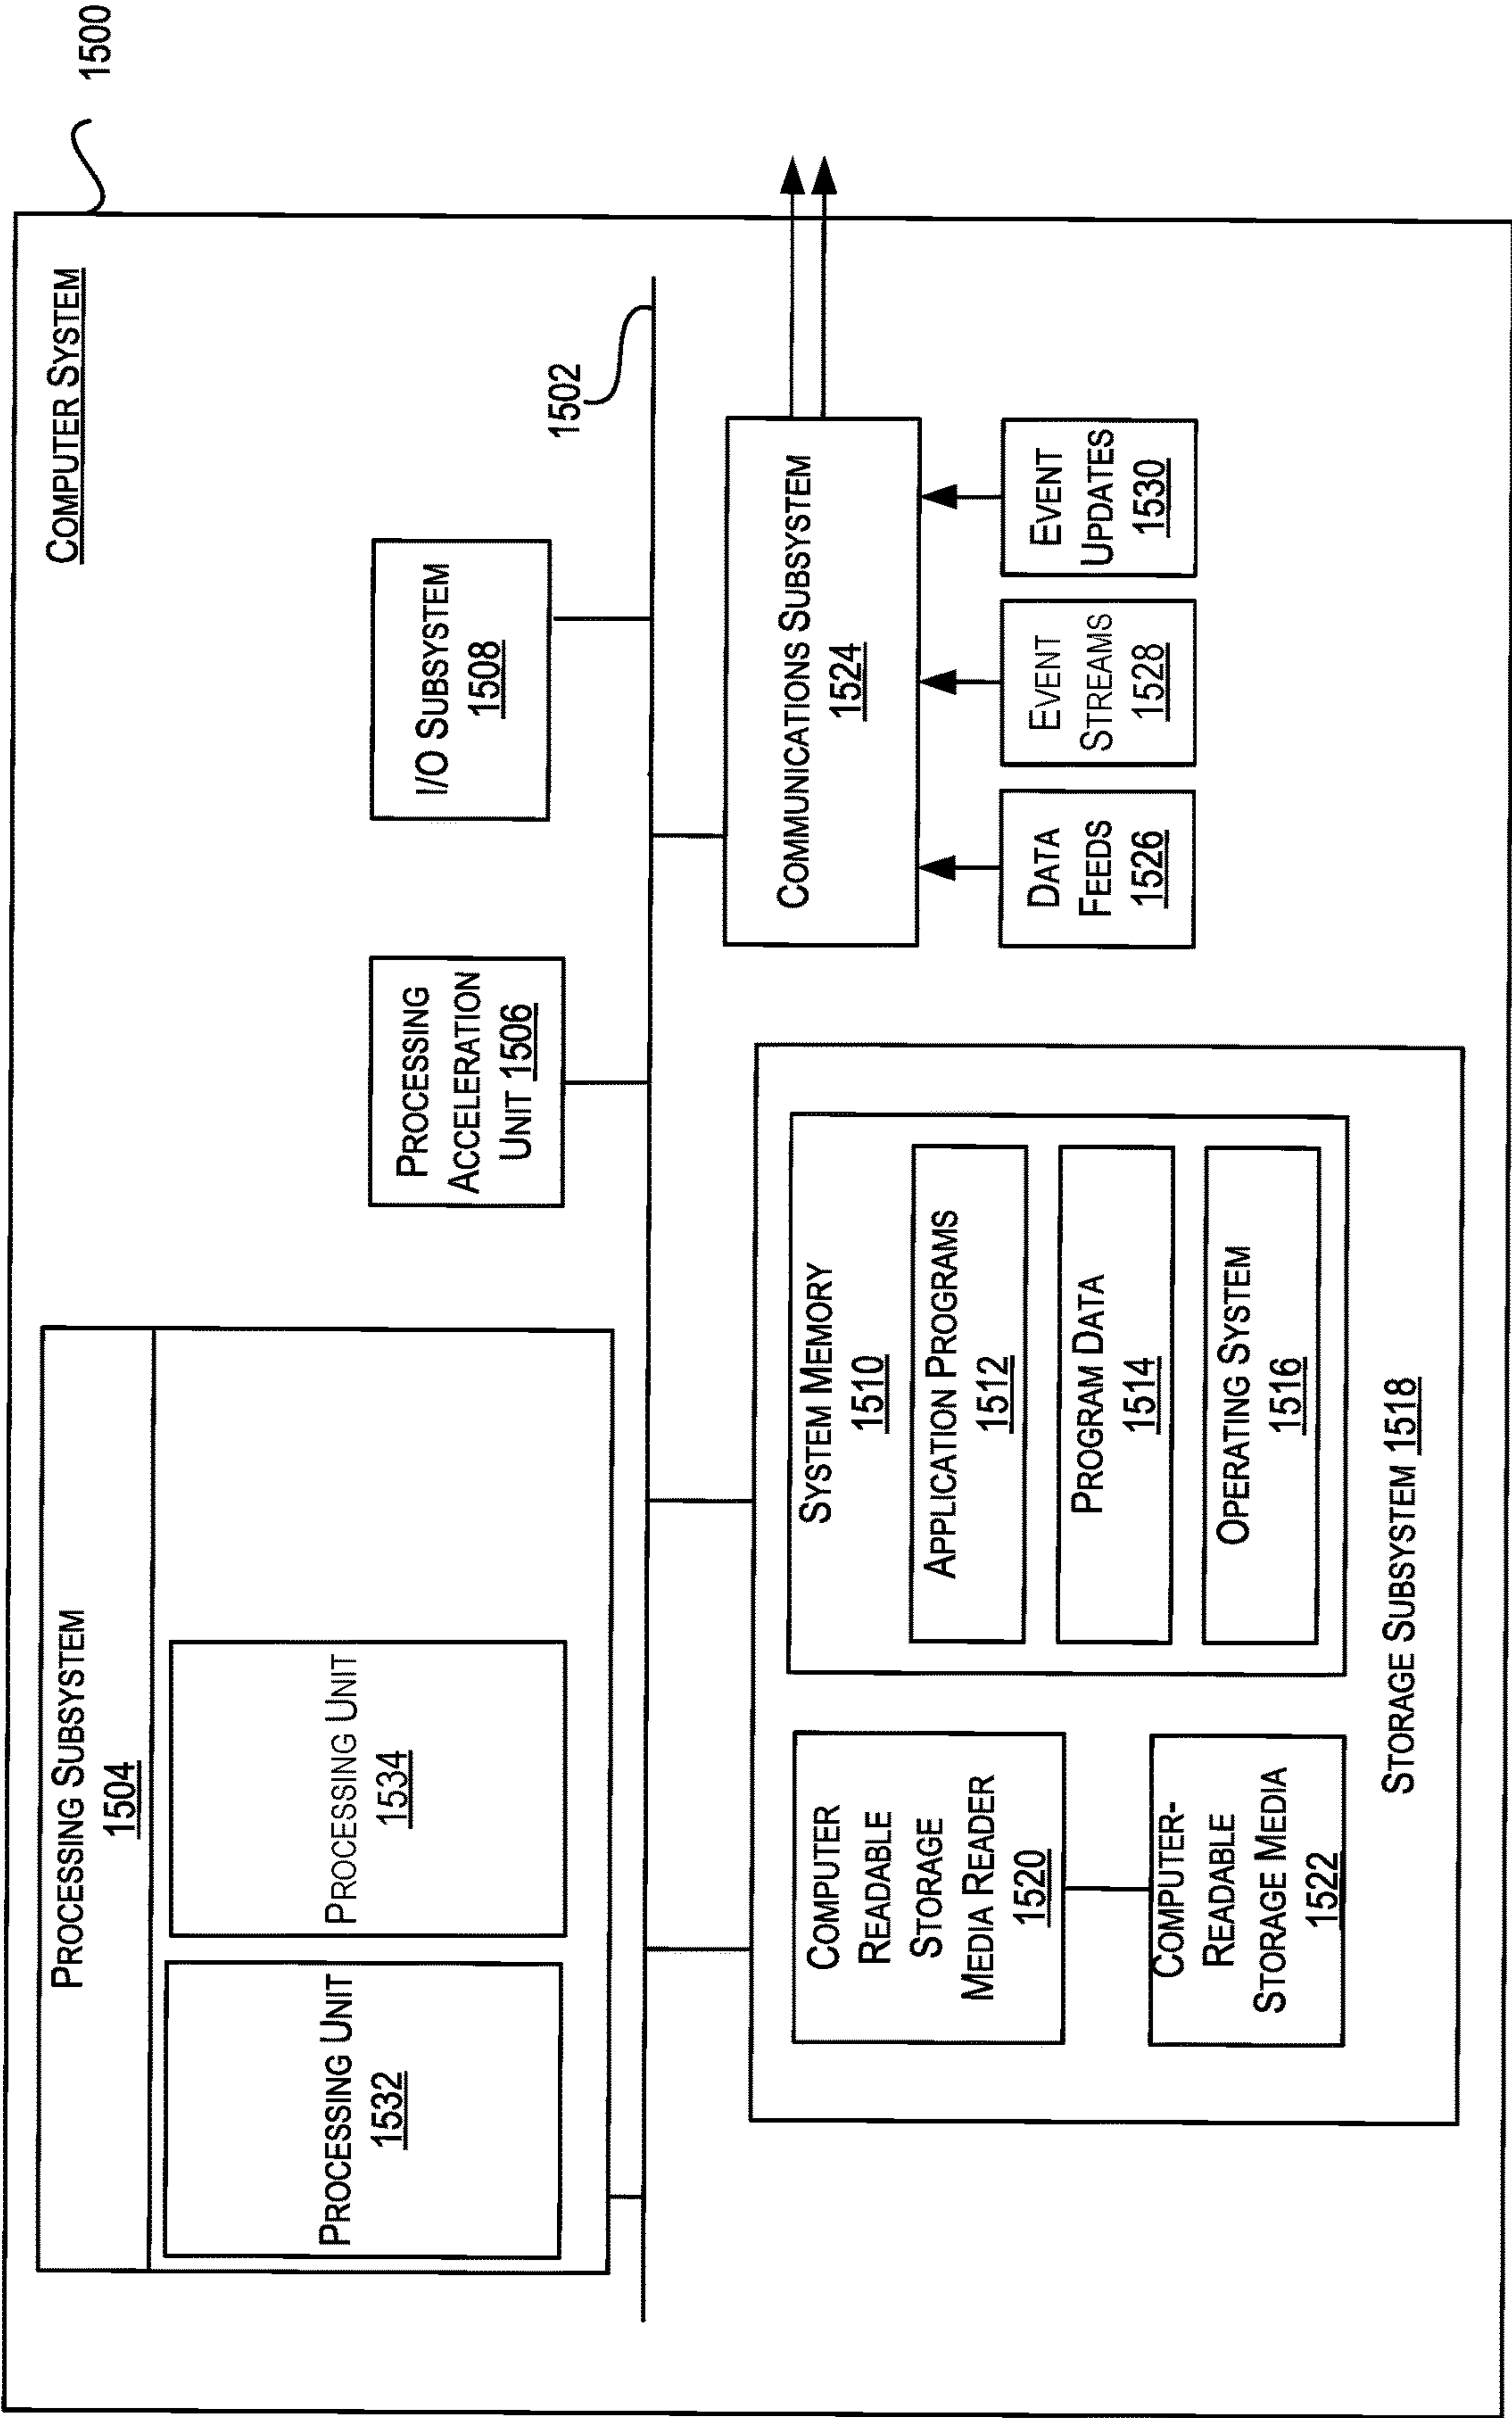 1500
COMPUTER SYSTEM
PROCESSING SUBSYSTEM
1504
PROCESSING UNIT
1532
PROCESSING UNIT
1534
PROCESSING
ACCELERATION
UNIT 1506
I/O SUBSYSTEM
1508
1502
COMPUTER
READABLE
STORAGE
MEDIA READER
1520
COMPUTER-
READABLE
STORAGE MEDIA
1522
SYSTEM MEMORY
1510
APPLICATION PROGRAMS
1512
PROGRAM DATA
1514
OPERATING SYSTEM
1516
STORAGE SUBSYSTEM 1518
COMMUNICATIONS SUBSYSTEM
1524
DATA
FEEDS
1526
EVENT
STREAMS
1528
EVENT
UPDATES
1530